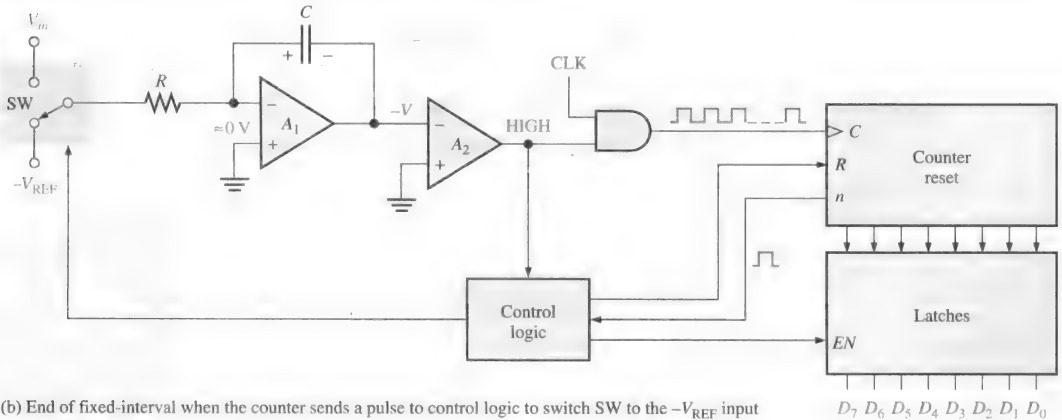 V_in
SW
-V_REF
R
C
+ −
≈0 V
−
+
A_1
-V
−
+
A_2
HIGH
CLK
C
R
n
Counter
reset
Control
logic
Latches
EN
D_7 D_6 D_5 D_4 D_3 D_2 D_1 D_0
(b) End of fixed-interval when the counter sends a pulse to control logic to switch SW to the -V_REF input